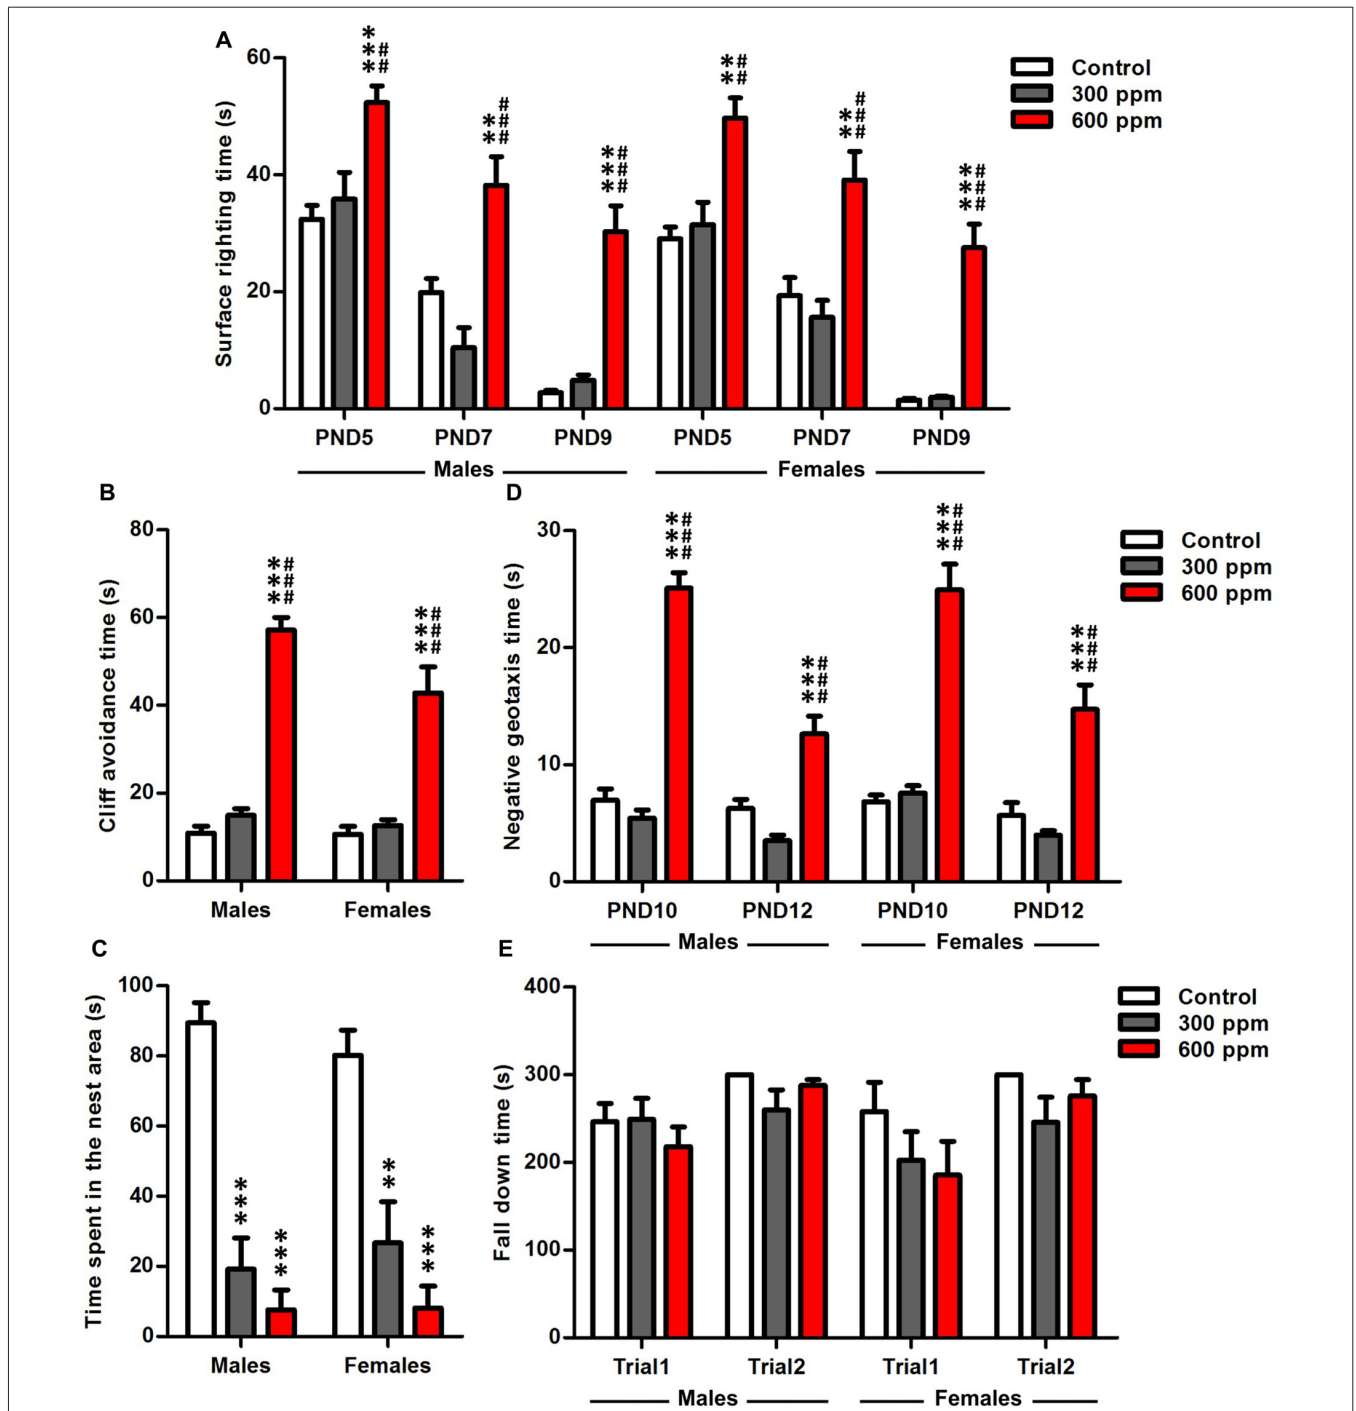 A
Surface righting time (s)
60
40
20
0
***
##
**
###
***
###
**
##
**
###
***
###
Control
300 ppm
600 ppm
PND5 PND7 PND9 PND5 PND7 PND9
Males Females
B
Cliff avoidance time (s)
80
60
40
20
0
***
###
***
###
Males Females
D
Negative geotaxis time (s)
30
20
10
0
***
###
***
###
***
###
***
###
Control
300 ppm
600 ppm
PND10 PND12 PND10 PND12
Males Females
C
Time spent in the nest area (s)
100
80
60
40
20
0
***
***
**
***
Males Females
E
Fall down time (s)
400
300
200
100
0
Control
300 ppm
600 ppm
Trial1 Trial2 Trial1 Trial2
Males Females